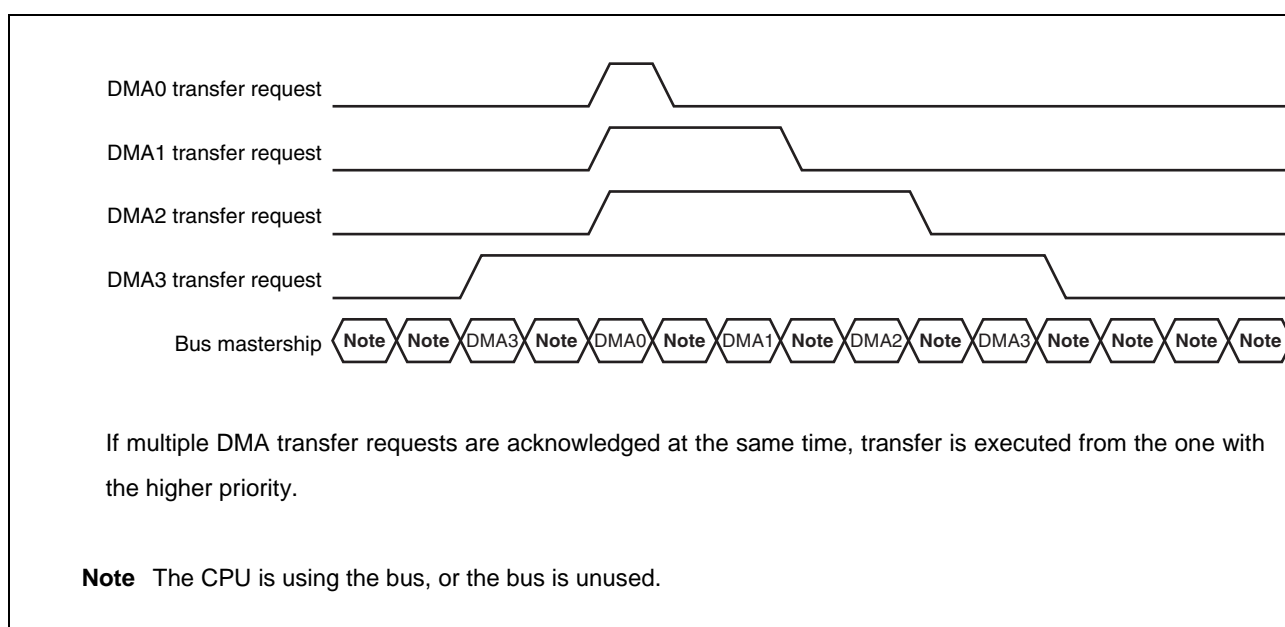 DMA0 transfer request
DMA1 transfer request
DMA2 transfer request
DMA3 transfer request
Bus mastership Note Note DMA3 Note DMA0 Note DMA1 Note DMA2 Note DMA3 Note Note Note Note
If multiple DMA transfer requests are acknowledged at the same time, transfer is executed from the one with
the higher priority.
Note The CPU is using the bus, or the bus is unused.